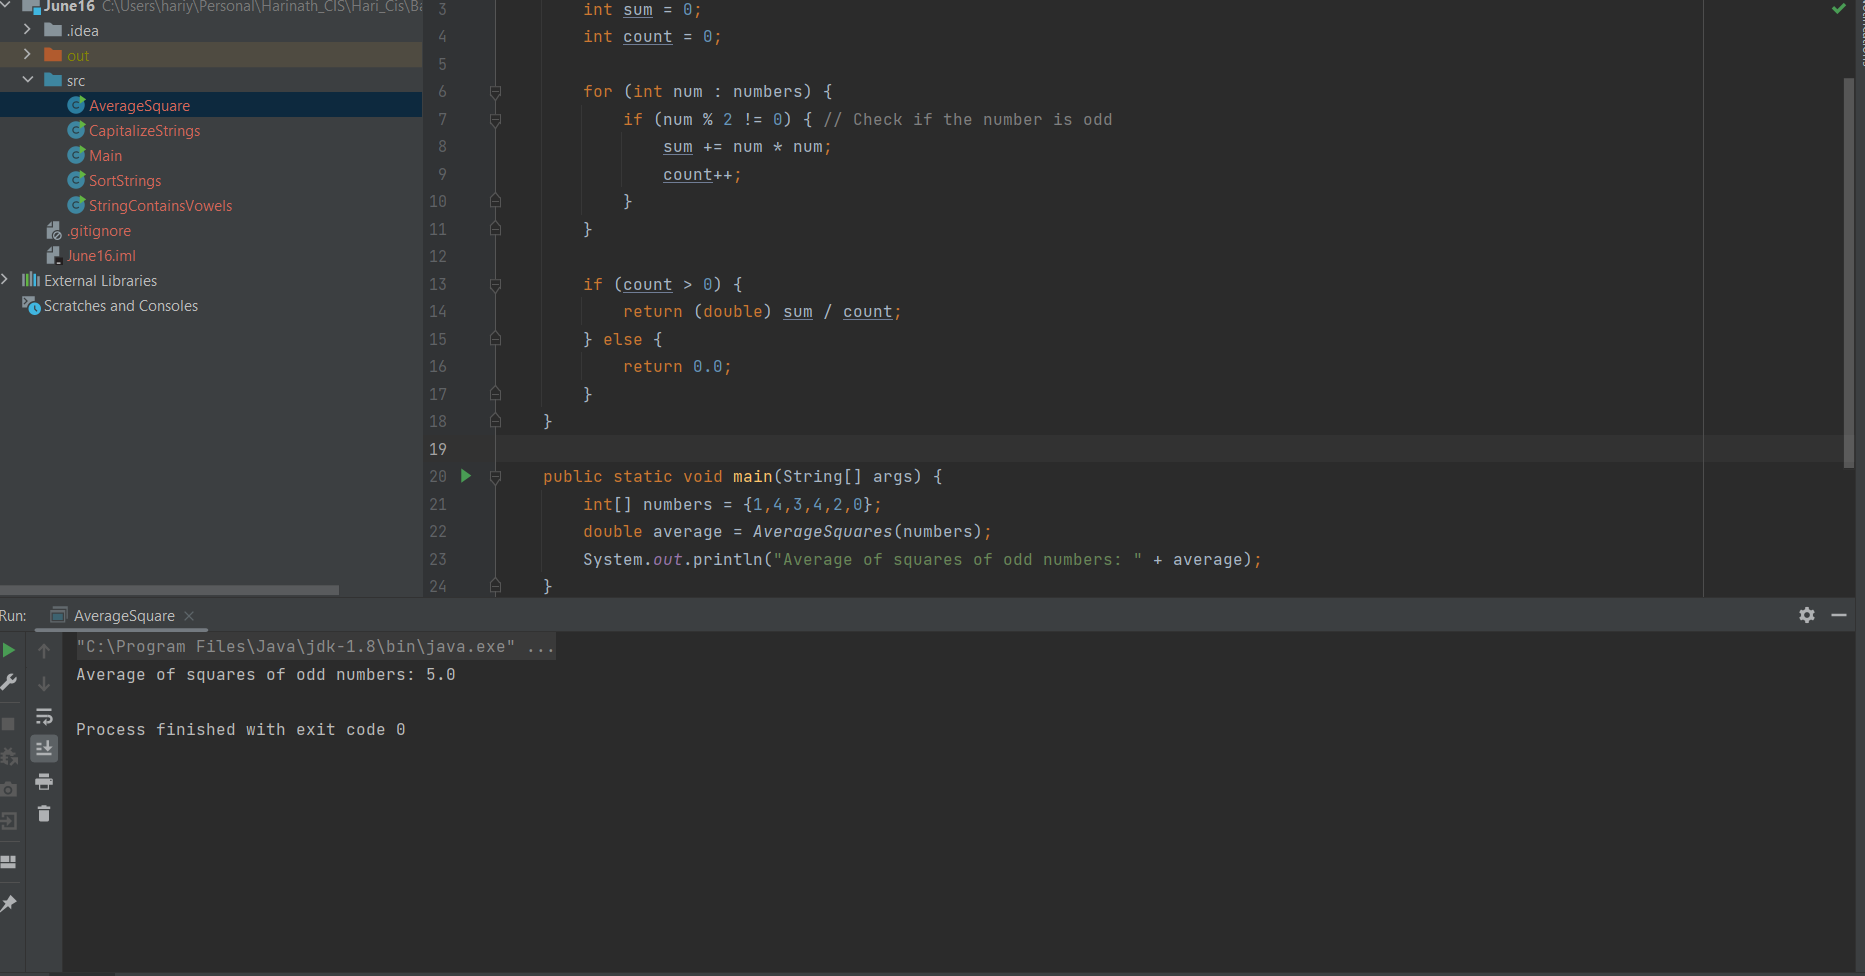 June16 C:\Users\hariy\Personal\Harinath_CIS\Hari_Cis\Ba
.idea
out
src
AverageSquare
CapitalizeStrings
Main
SortStrings
StringContainsVowels
.gitignore
June16.iml
External Libraries
Scratches and Consoles
3 int sum = 0;
4 int count = 0;
5
6 for (int num : numbers) {
7 if (num % 2 != 0) { // Check if the number is odd
8 sum += num * num;
9 count++;
10 }
11 }
12
13 if (count > 0) {
14 return (double) sum / count;
15 } else {
16 return 0.0;
17 }
18 }
19
20 public static void main(String[] args) {
21 int[] numbers = {1,4,3,4,2,0};
22 double average = AverageSquares(numbers);
23 System.out.println("Average of squares of odd numbers: " + average);
24 }
Run: AverageSquare
"C:\Program Files\Java\jdk-1.8\bin\java.exe" ...
Average of squares of odd numbers: 5.0
Process finished with exit code 0